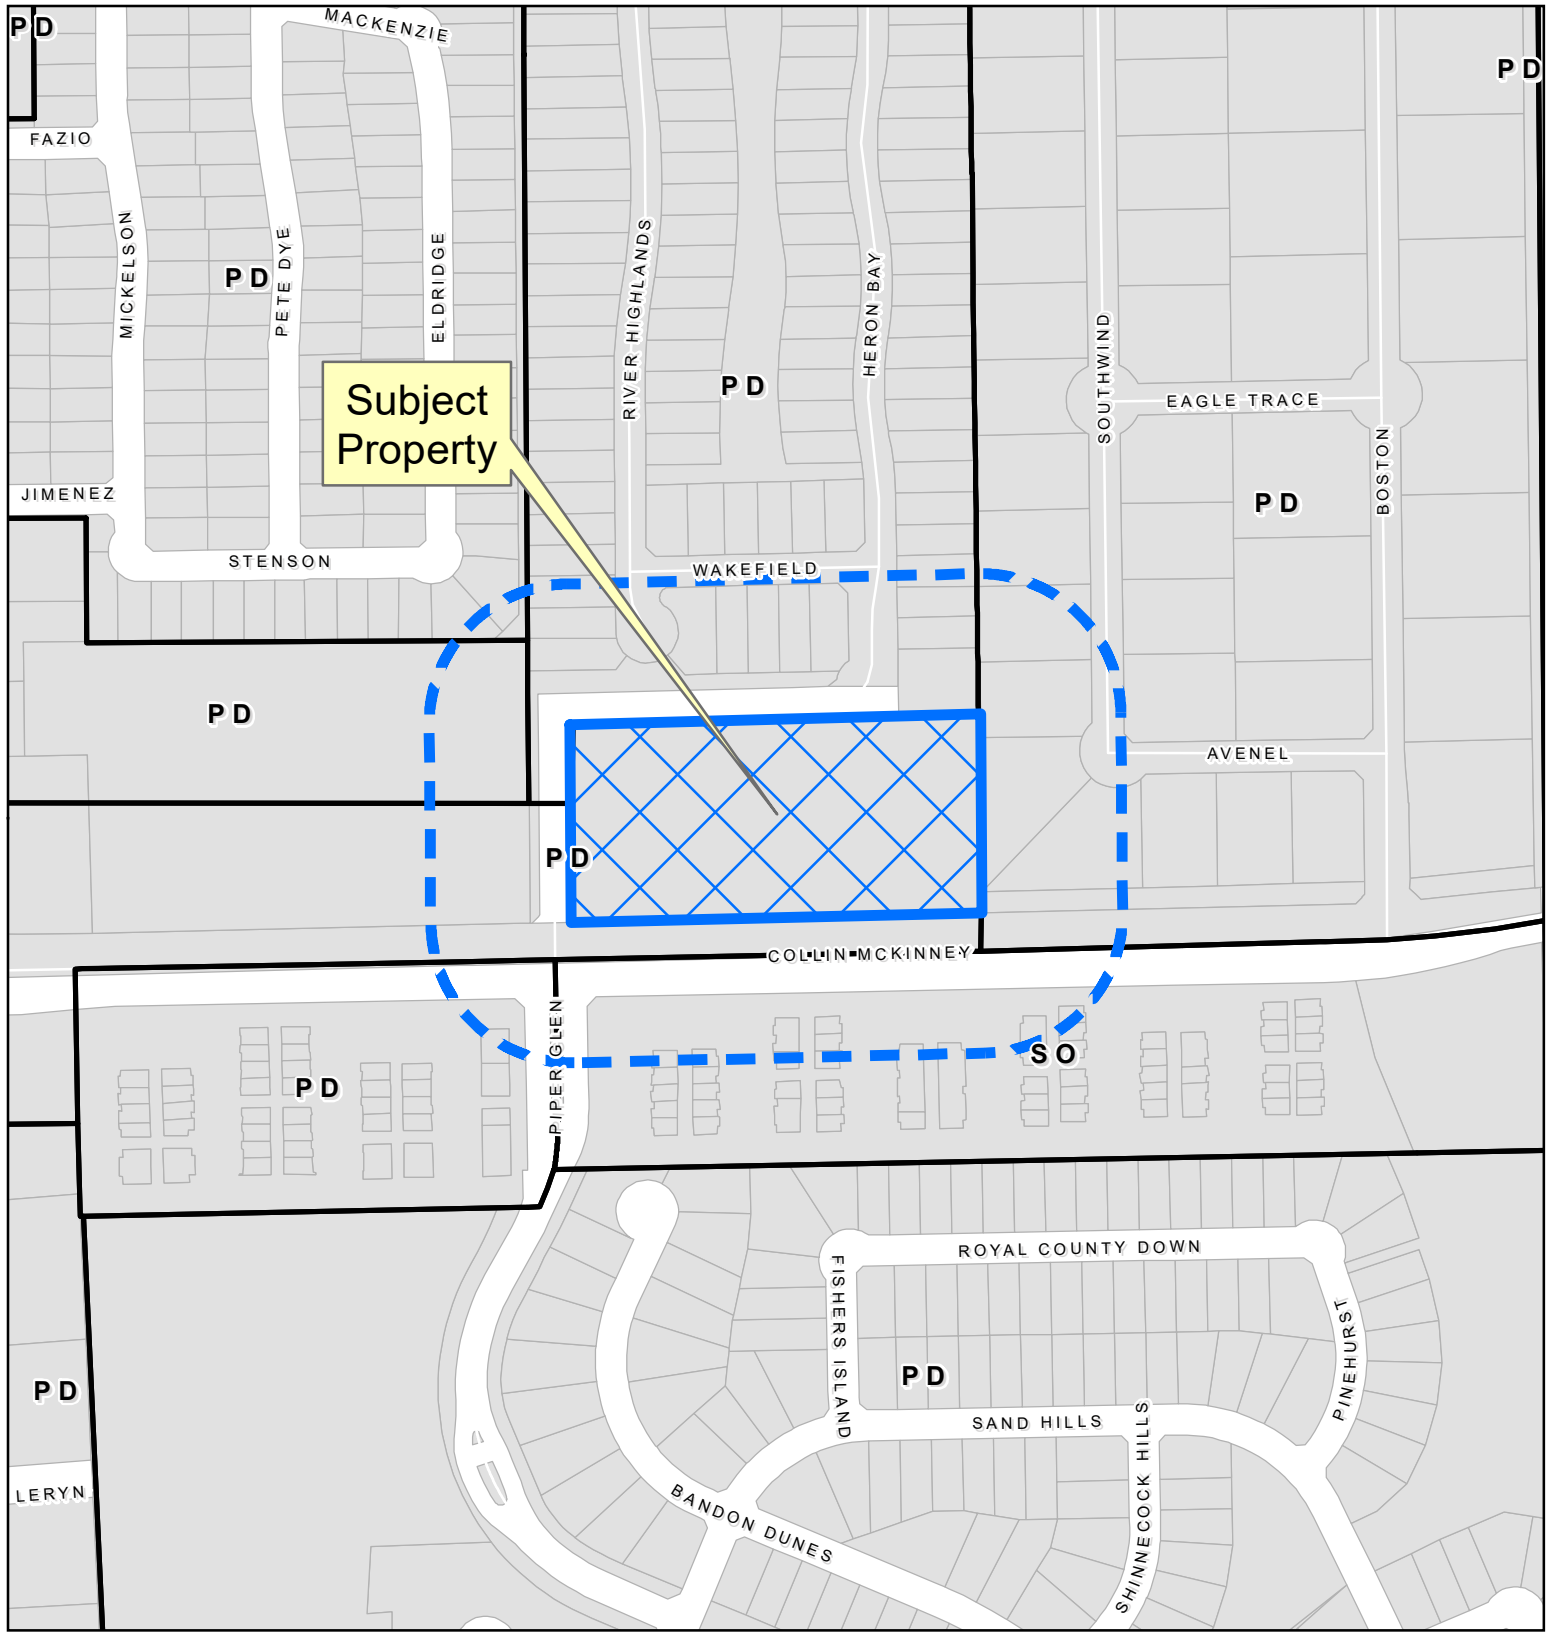 PD
MACKENZIE
PD
FAZIO
MICKELSON
PETE DYE
ELDRIDGE
PD
RIVER HIGHLANDS
HERON BAY
SOUTHWIND
EAGLE TRACE
BOSTON
PD
Subject
Property
PD
JIMENEZ
STENSON
WAKEFIELD
PD
AVENEL
PD
COLLIN MCKINNEY
PIPER GLEN
SO
PD
ROYAL COUNTY DOWN
FISHERS ISLAND
PINEHURST
PD
PD
SAND HILLS
SHINNECOCK HILLS
LERYN
BANDON DUNES